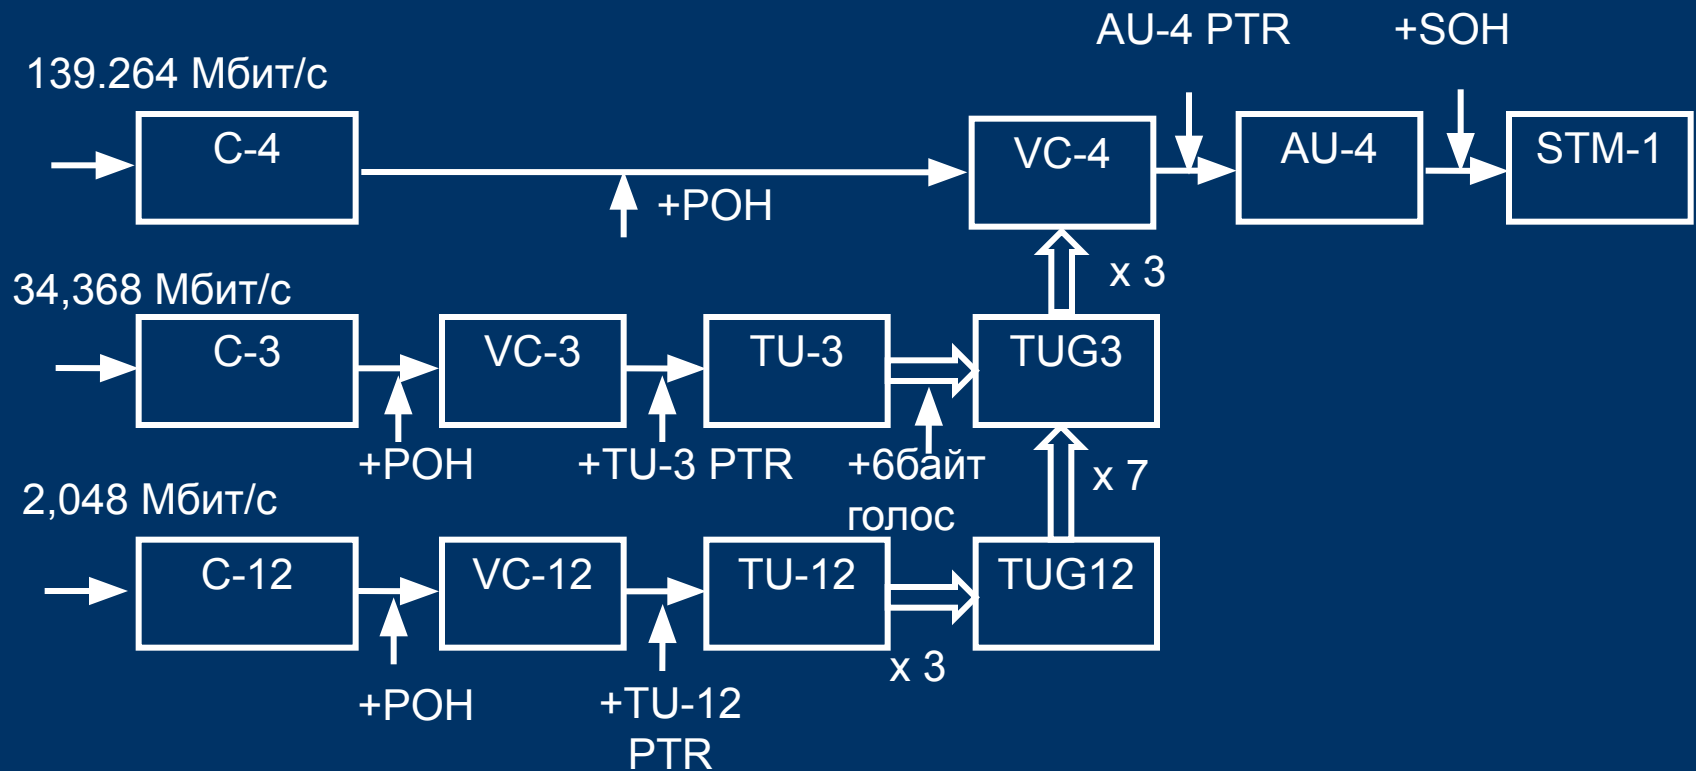 AU-4 PTR
+SOH
139.264 Мбит/с
C-4
VC-4
AU-4
STM-1
+POH
x 3
34,368 Мбит/с
C-3
VC-3
TU-3
TUG3
+POH
+TU-3 PTR
+6байт
голос
x 7
2,048 Мбит/с
C-12
VC-12
TU-12
TUG12
x 3
+POH
+TU-12
PTR